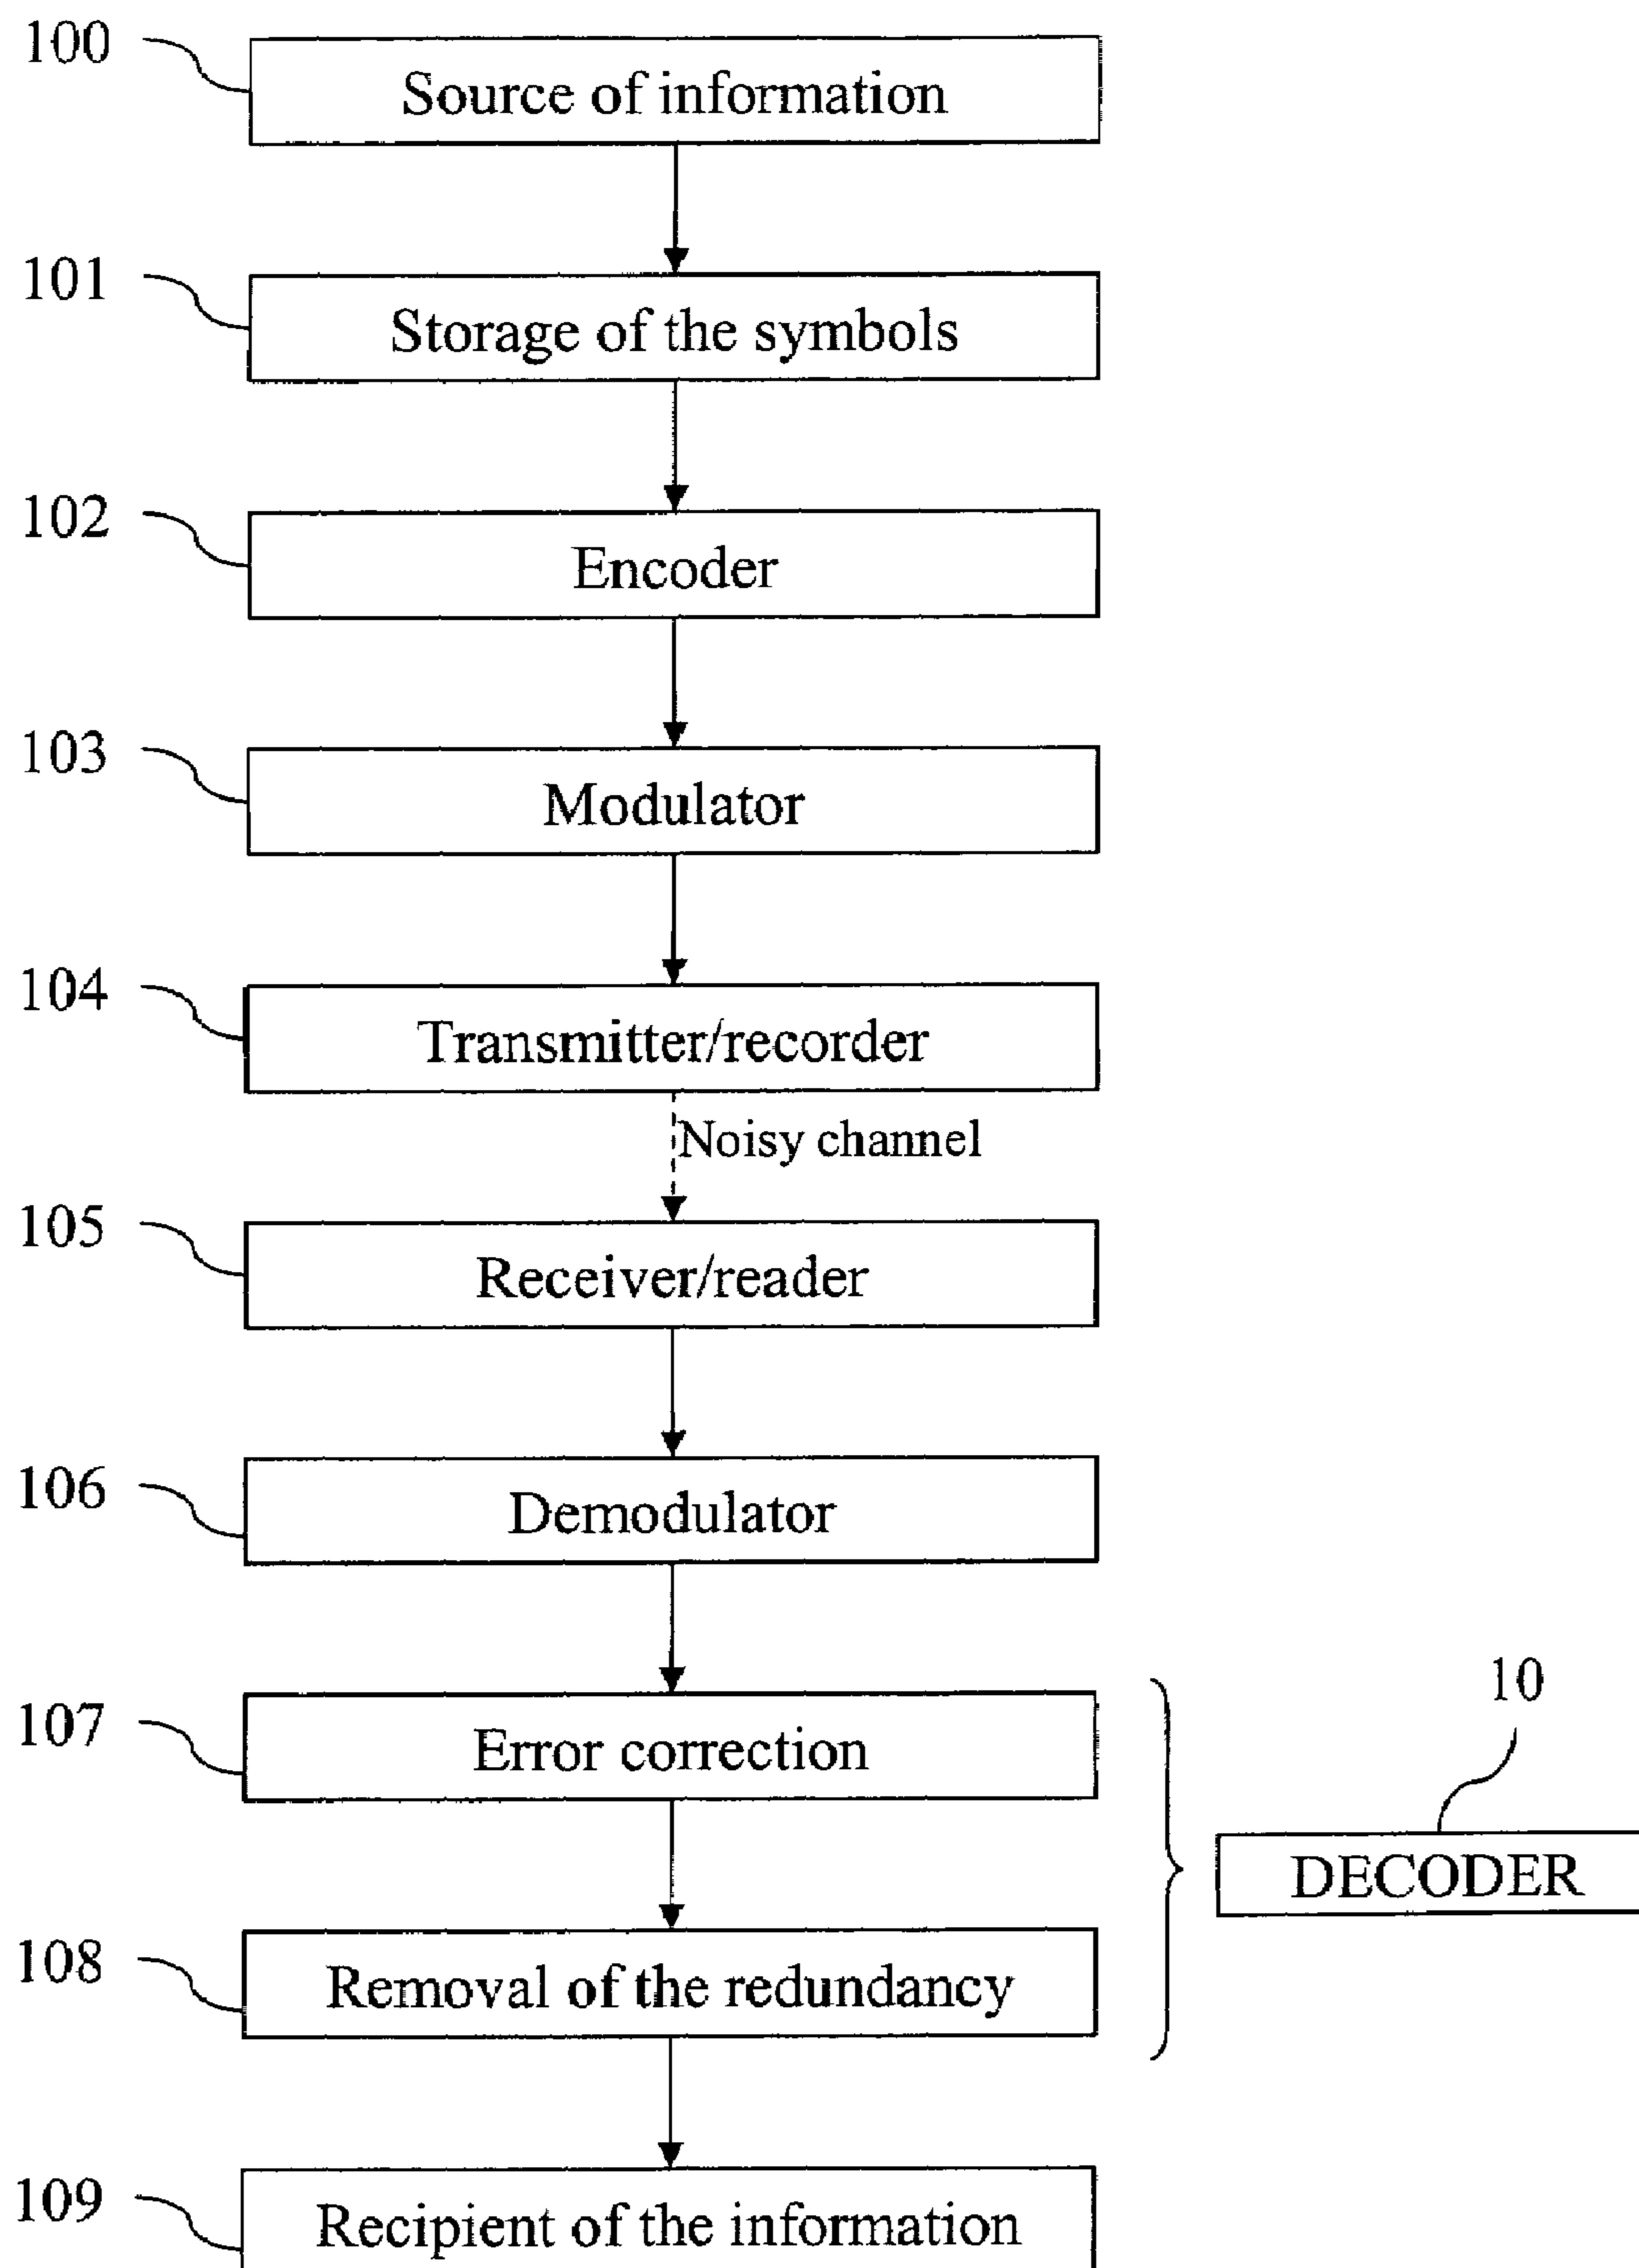 100
Source of information
101
Storage of the symbols
102
Encoder
103
Modulator
104
Transmitter/recorder
Noisy channel
105
Receiver/reader
106
Demodulator
107
Error correction
10
DECODER
108
Removal of the redundancy
109
Recipient of the information